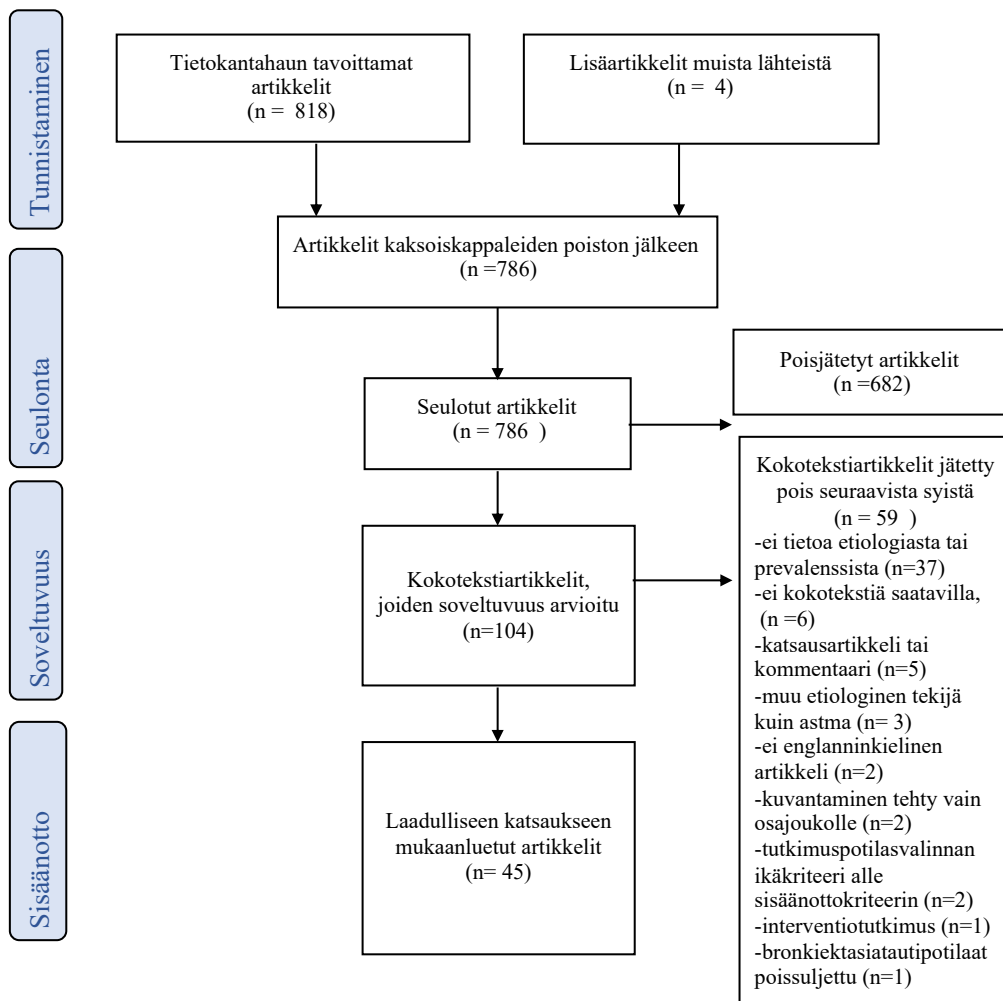 Tunnistaminen
Tietokantahaun tavoittamat
artikkelit
(n = 818)
Lisäartikkelit muista lähteistä
(n = 4)
Artikkelit kaksoiskappaleiden poiston jälkeen
(n =786)
Seulonta
Seulotut artikkelit
(n = 786 )
Poisjätetyt artikkelit
(n =682)
Soveltuvuus
Kokotekstiartikkelit,
joiden soveltuvuus arvioitu
(n=104)
Kokotekstiartikkelit jätetty
pois seuraavista syistä
(n = 59 )
-ei tietoa etiologiasta tai
prevalenssista (n=37)
-ei kokotekstiä saatavilla,
(n =6)
-katsausartikkeli tai
kommentaari (n=5)
-muu etiologinen tekijä
kuin astma (n= 3)
-ei englanninkielinen
artikkeli (n=2)
-kuvantaminen tehty vain
osajoukolle (n=2)
-tutkimuspotilasvalinnan
ikäkriteeri alle
sisäänottokriteerin (n=2)
-interventiotutkimus (n=1)
-bronkiektasiatautipotilaat
poissuljettu (n=1)
Sisäänotto
Laadulliseen katsaukseen
mukaanluetut artikkelit
(n= 45)